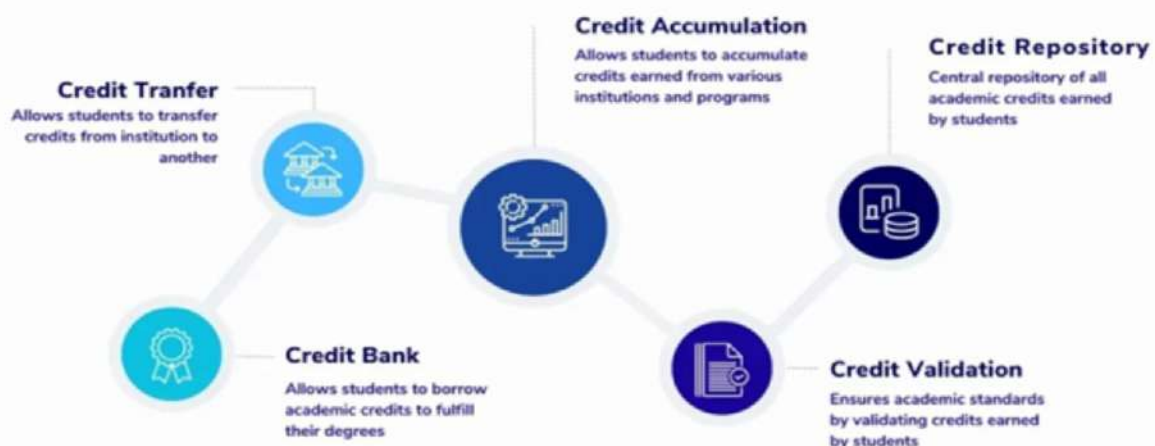 Credit Tranfer
Allows students to transfer
credits from institution to
another
Credit Accumulation
Allows students to accumulate
credits earned from various
institutions and programs
Credit Repository
Central repository of all
academic credits earned
by students
Credit Bank
Allows students to borrow
academic credits to fulfill
their degrees
Credit Validation
Ensures academic standards
by validating credits earned
by students